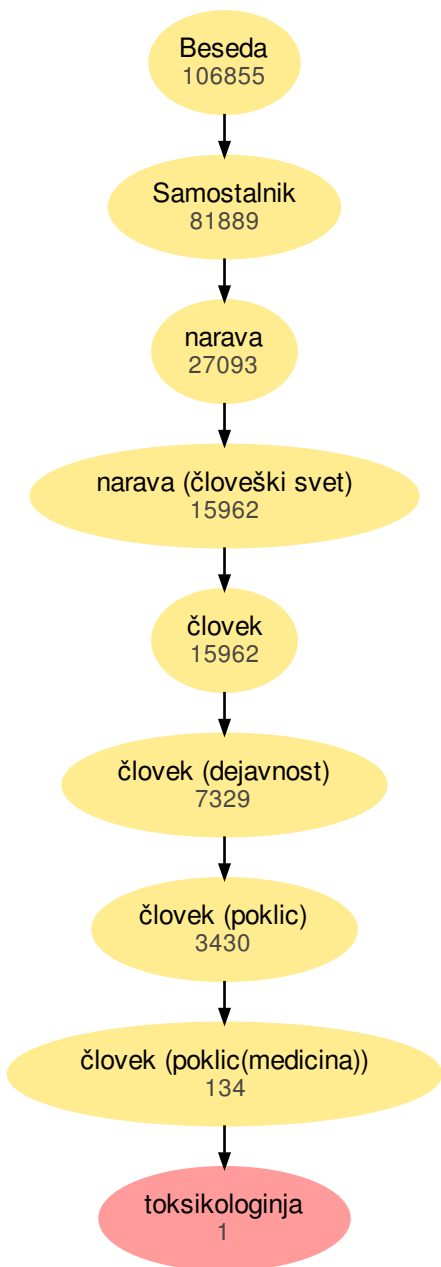 Beseda
106855
Samostalnik
81889
narava
27093
narava (človeški svet)
15962
človek
15962
človek (dejavnost)
7329
človek (poklic)
3430
človek (poklic(medicina))
134
toksikologinja
1